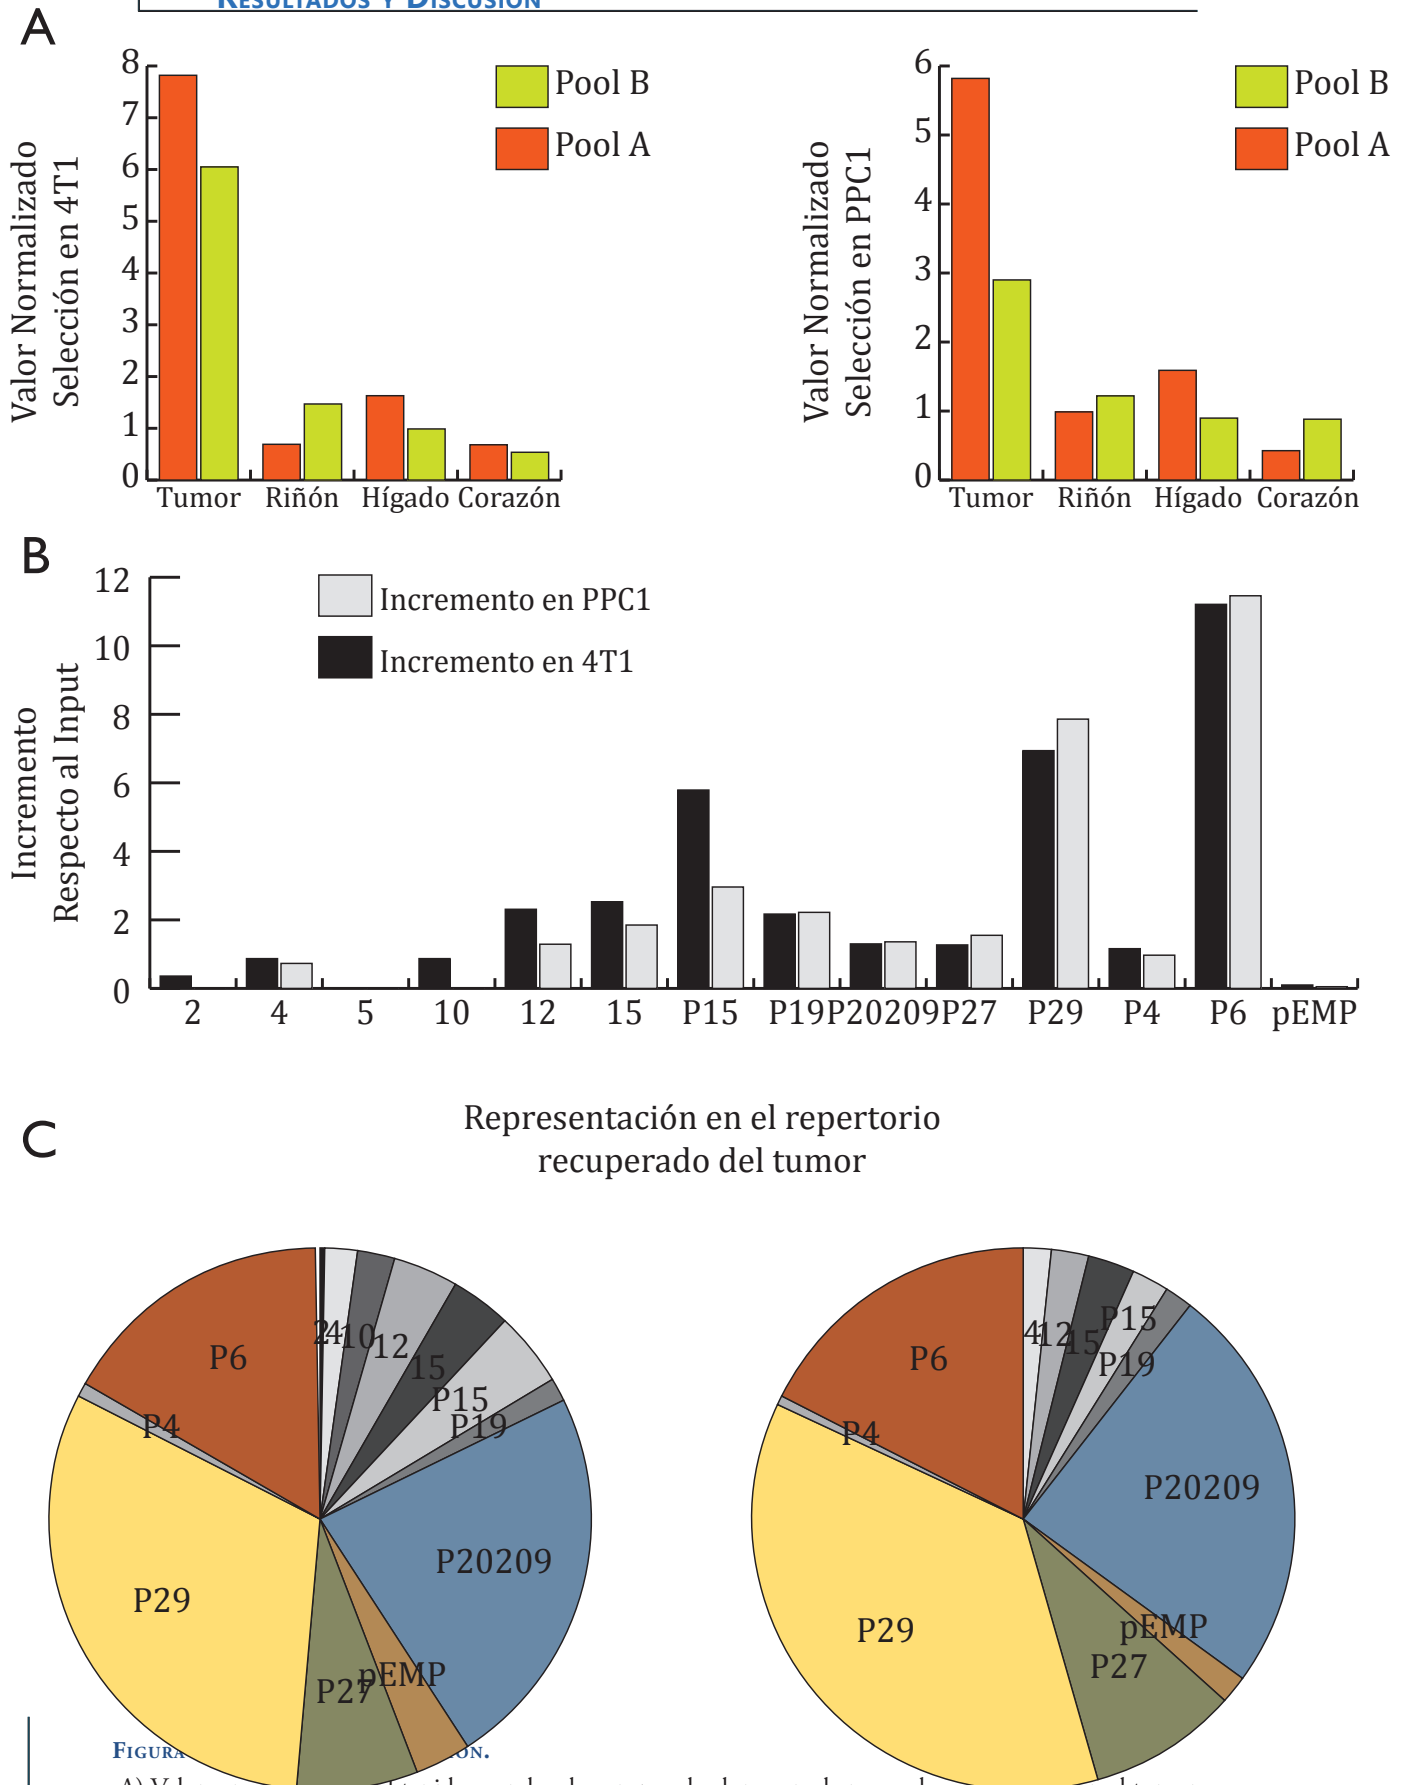 RESULTADOS Y DISCUSIÓN
A
8
7
6
5
4
3
2
1
0
Valor Normalizado
Selección en 4T1
Pool B
Pool A
Tumor Riñón Hígado Corazón
6
5
4
3
2
1
0
Valor Normalizado
Selección en PPC1
Pool B
Pool A
Tumor Riñón Hígado Corazón
B
12
10
8
6
4
2
0
Incremento
Respecto al Input
Incremento en PPC1
Incremento en 4T1
2 4 5 10 12 15 P15 P19 P20209 P27 P29 P4 P6 pEMP
C
Representación en el repertorio
recuperado del tumor
2
4
10
12
15
P15
P19
P20209
pEMP
P27
P29
P4
P6
4
12
15
P15
P19
P20209
pEMP
P27
P29
P4
P6
FIGURA